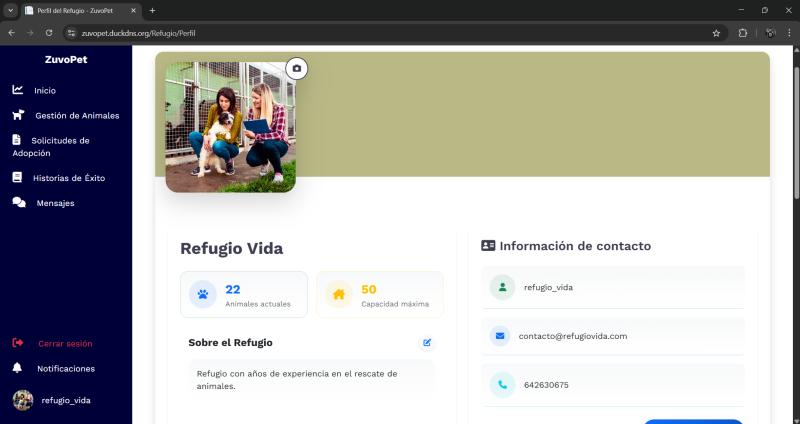 Perfil del Refugio - ZuvoPet
zuvopet.duckdns.org/Refugio/Perfil
ZuvoPet
Inicio
Gestión de Animales
Solicitudes de
Adopción
Historias de Éxito
Mensajes
Cerrar sesión
Notificaciones
refugio_vida
Refugio Vida
22
Animales actuales
50
Capacidad máxima
Sobre el Refugio
Refugio con años de experiencia en el rescate de
animales.
Información de contacto
refugio_vida
contacto@refugiovida.com
642630675